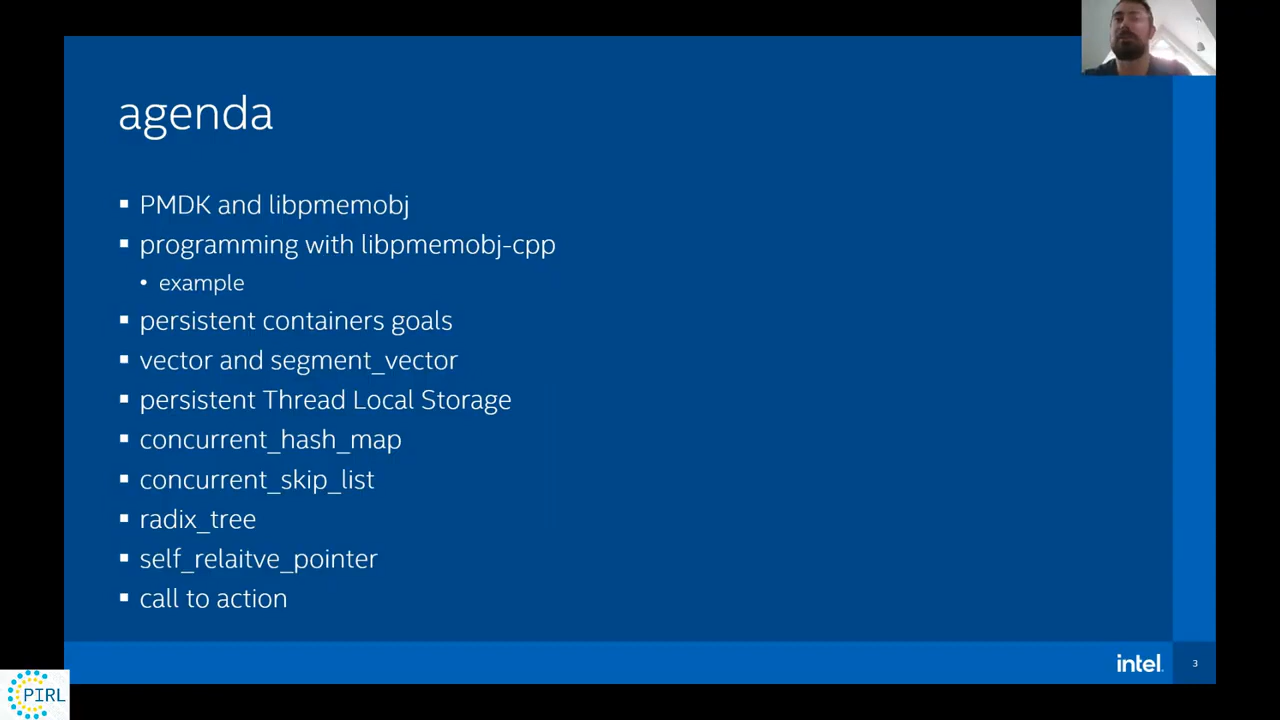 agenda
▪ PMDK and libpmemobj
▪ programming with libpmemobj-cpp
• example
▪ persistent containers goals
▪ vector and segment_vector
▪ persistent Thread Local Storage
▪ concurrent_hash_map
▪ concurrent_skip_list
▪ radix_tree
▪ self_relaitve_pointer
▪ call to action
intel.
3
PIRL